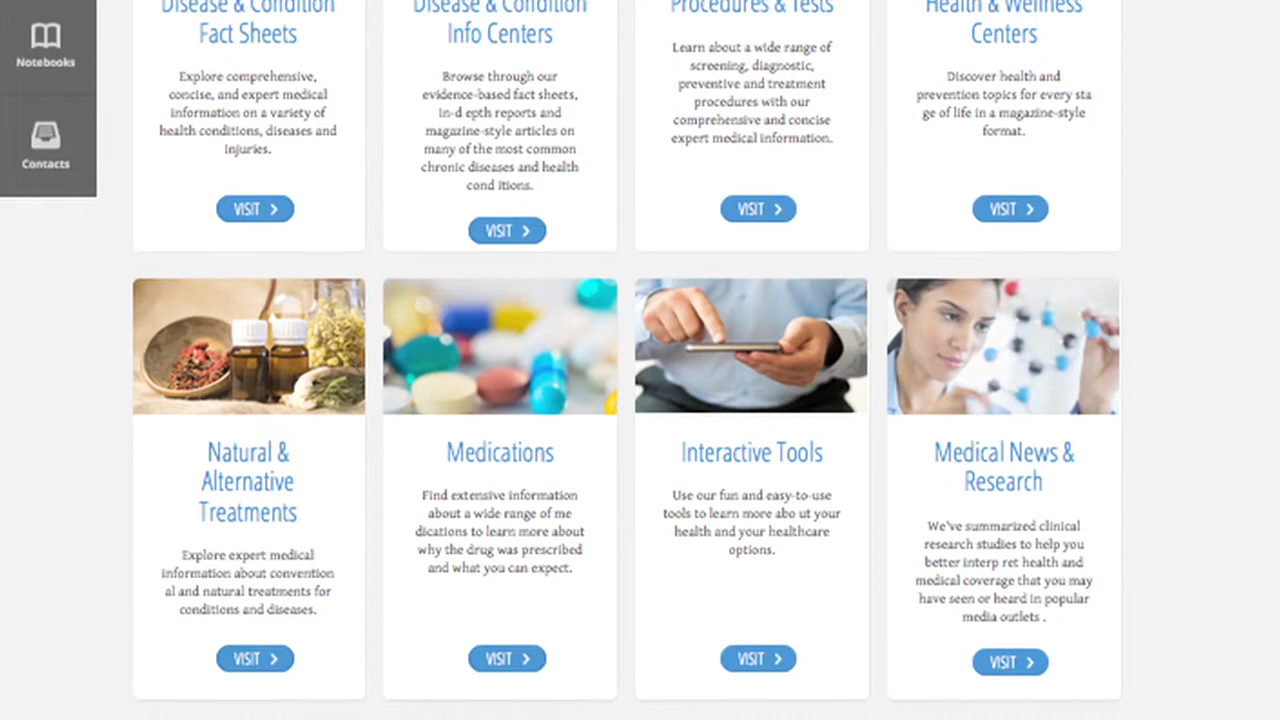 Notebooks
Contacts
Disease & Condition
Fact Sheets
Explore comprehensive,
concise, and expert medical
information on a variety of
health conditions, diseases and
injuries.
VISIT
Disease & Condition
Info Centers
Browse through our
evidence-based fact sheets,
in-d epth reports and
magazine-style articles on
many of the most common
chronic diseases and health
cond itions.
VISIT
Procedures & Tests
Learn about a wide range of
screening, diagnostic,
preventive and treatment
procedures with our
comprehensive and concise
expert medical information.
VISIT
Health & Wellness
Centers
Discover health and
prevention topics for every sta
ge of life in a magazine-style
format.
VISIT
Natural &
Alternative
Treatments
Explore expert medical
information about convention
al and natural treatments for
conditions and diseases.
VISIT
Medications
Find extensive information
about a wide range of me
dications to learn more about
why the drug was prescribed
and what you can expect.
VISIT
Interactive Tools
Use our fun and easy-to-use
tools to learn more abo ut your
health and your healthcare
options.
VISIT
Medical News &
Research
We've summarized clinical
research studies to help you
better interp ret health and
medical coverage that you may
have seen or heard in popular
media outlets .
VISIT